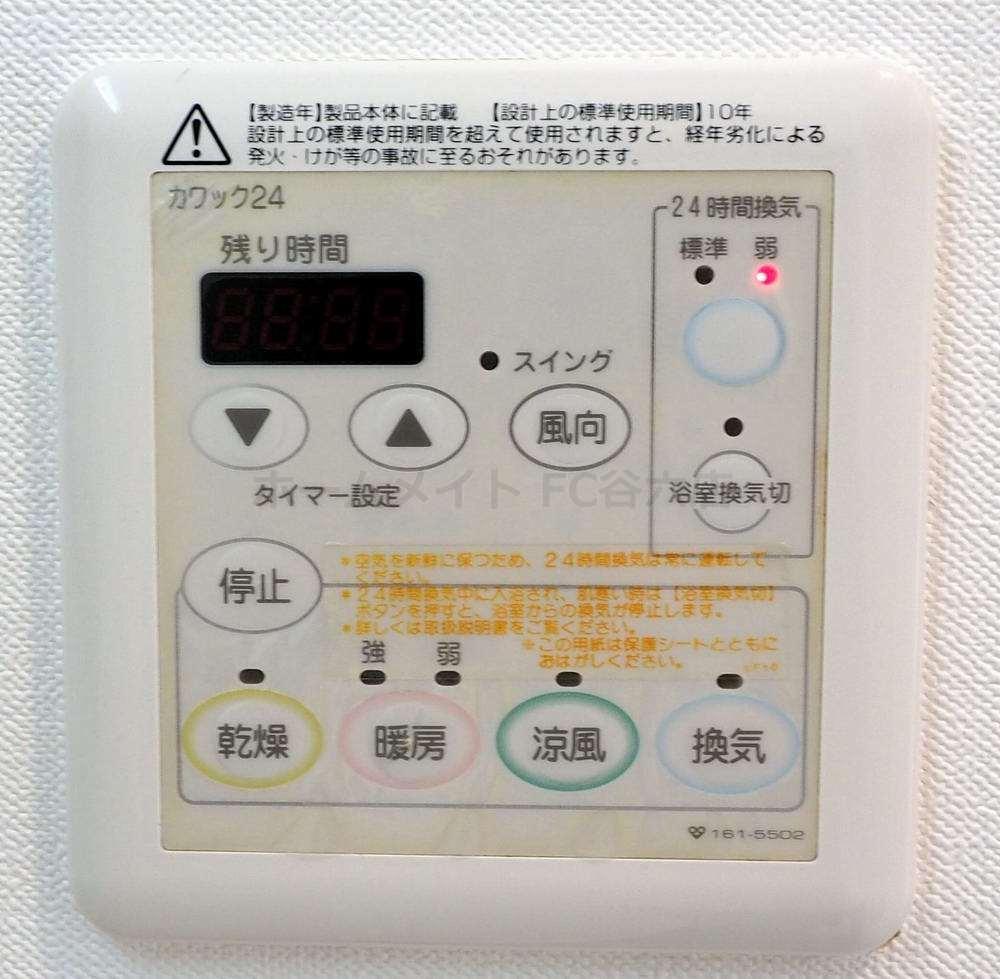 【製造年】製品本体に記載 【設計上の標準使用期間】10年
設計上の標準使用期間を超えて使用されますと、経年劣化による
発火・けが等の事故に至るおそれがあります。
カワック24
24時間換気
残り時間
標準 弱
スイング
風向
タイマー設定
メイト FC谷
浴室換気切
停止
*空気を新鮮に保つため、24時間換気は常に運転して
ください。
*24時間換気中に入浴され、肌寒い時は【浴室換気切】
ボタンを押すと、浴室からの換気が停止します。
*詳しくは取扱説明書をご覧ください。
※この用紙は保護シートとともに
おはがしください。
強 弱
乾燥 暖房 涼風 換気
161-5502